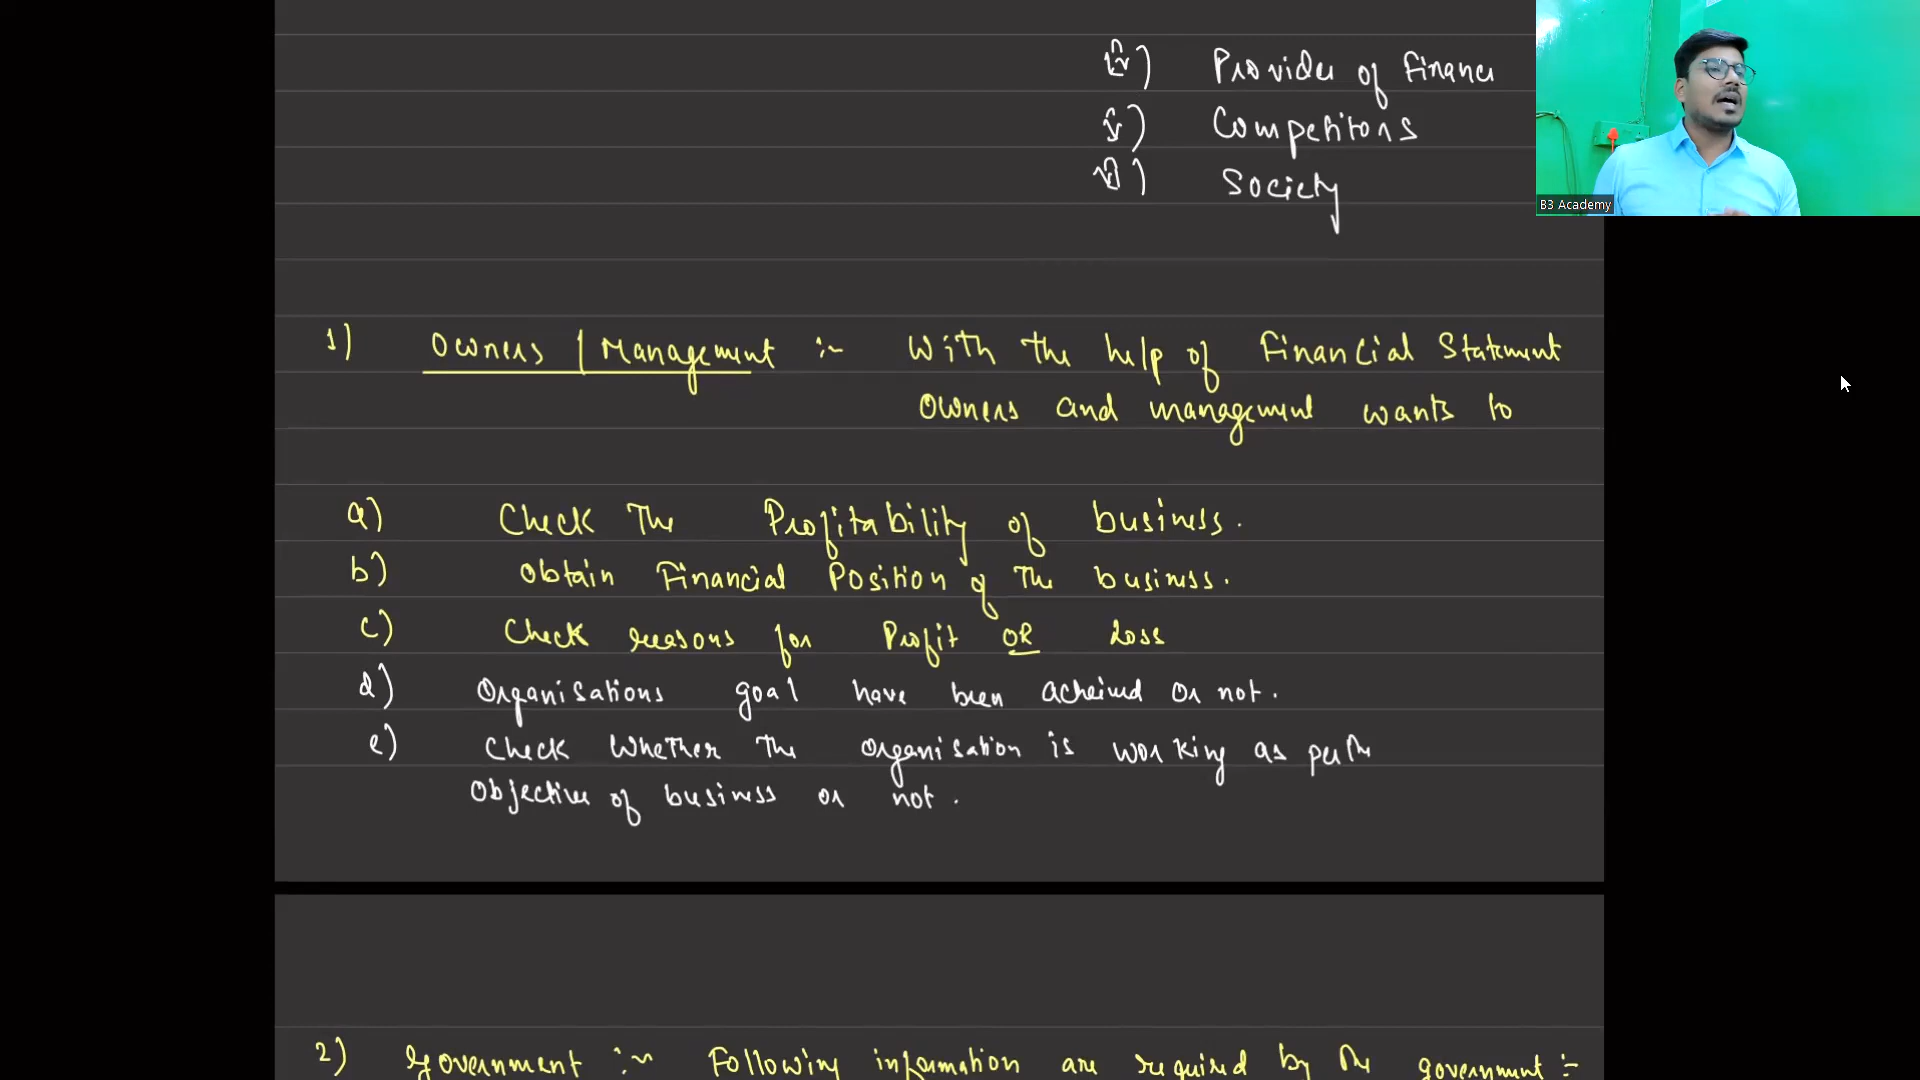 iv) Provider of finance
v) Competitors
vi) Society
B3 Academy
1) Owners / Management :- With the help of Financial Statement
Owners and management wants to
a) Check The Profitability of business.
b) Obtain Financial Position of The business.
c) Check reasons for Profit OR Loss
d) Organisations goal have been acheived or not.
e) Check Whether The Organisation is working as per the
Objective of business or not.
2) Government :- Following information are required by the government :-